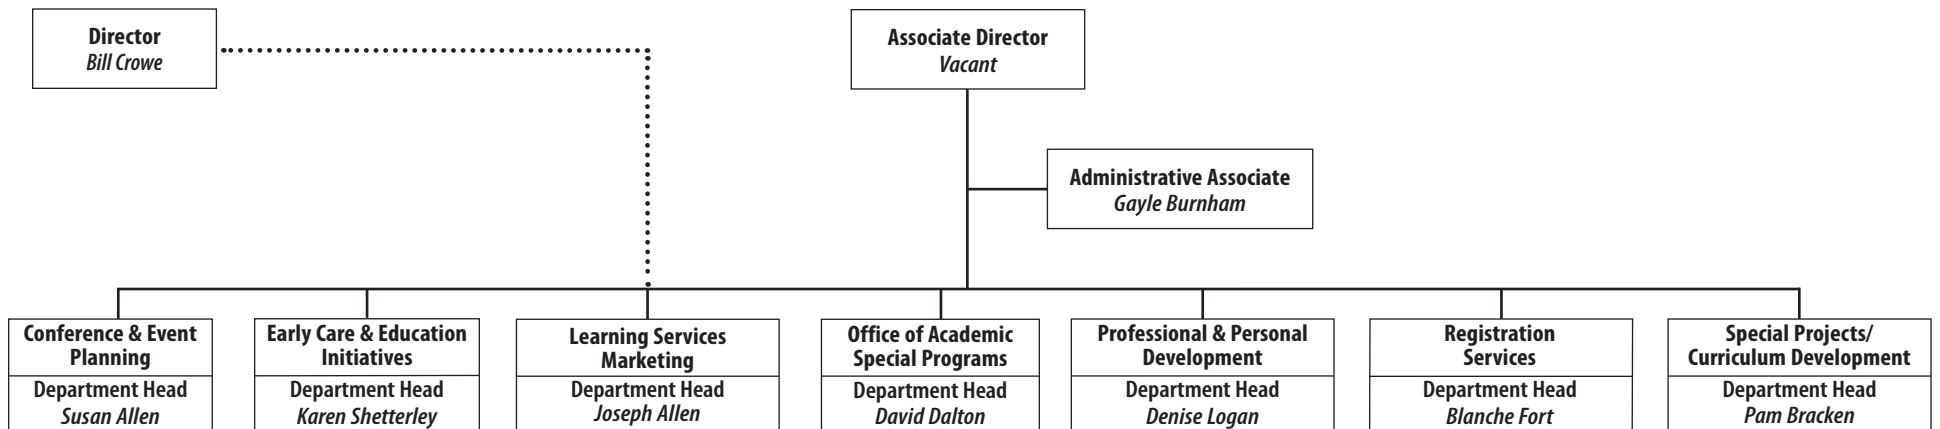 Director
Bill Crowe
Associate Director
Vacant
Administrative Associate
Gayle Burnham
Conference & Event
Planning
Department Head
Susan Allen
Early Care & Education
Initiatives
Department Head
Karen Shetterley
Learning Services
Marketing
Department Head
Joseph Allen
Office of Academic
Special Programs
Department Head
David Dalton
Professional & Personal
Development
Department Head
Denise Logan
Registration
Services
Department Head
Blanche Fort
Special Projects/
Curriculum Development
Department Head
Pam Bracken